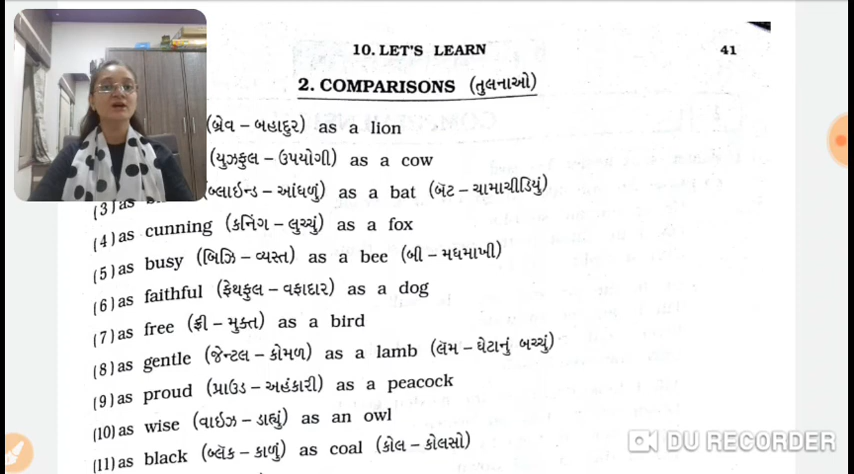 10. LET'S LEARN 41
2. COMPARISONS (તુલનાઓ)
(બ્રેવ – બહાદુર) as a lion
(યુઝફુલ – ઉપયોગી) as a cow
(3) as (બ્લાઇન્ડ – આંધળું) as a bat (બૅટ – ચામાચીડિયું)
(4) as cunning (કનિંગ – લુચ્ચું) as a fox
(5) as busy (બિઝિ – વ્યસ્ત) as a bee (બી – મધમાખી)
(6) as faithful (ફેથફુલ – વફાદાર) as a dog
(7) as free (ફ્રી – મુક્ત) as a bird
(8) as gentle (જેન્ટલ – કોમળ) as a lamb (લૅમ – ઘેટાનું બચ્ચું)
(9) as proud (પ્રાઉડ – અહંકારી) as a peacock
(10) as wise (વાઇઝ – ડાહ્યું) as an owl
(11) as black (બ્લૅક – કાળું) as coal (કોલ – કોલસો)
DU RECORDER